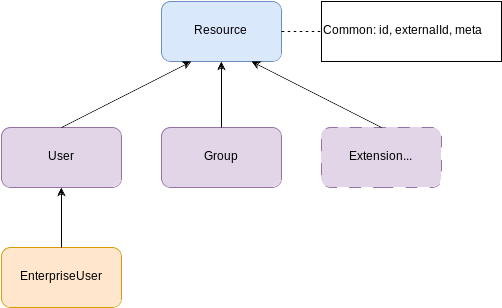 Resource
Common: id, externalId, meta
User
Group
Extension...
EnterpriseUser